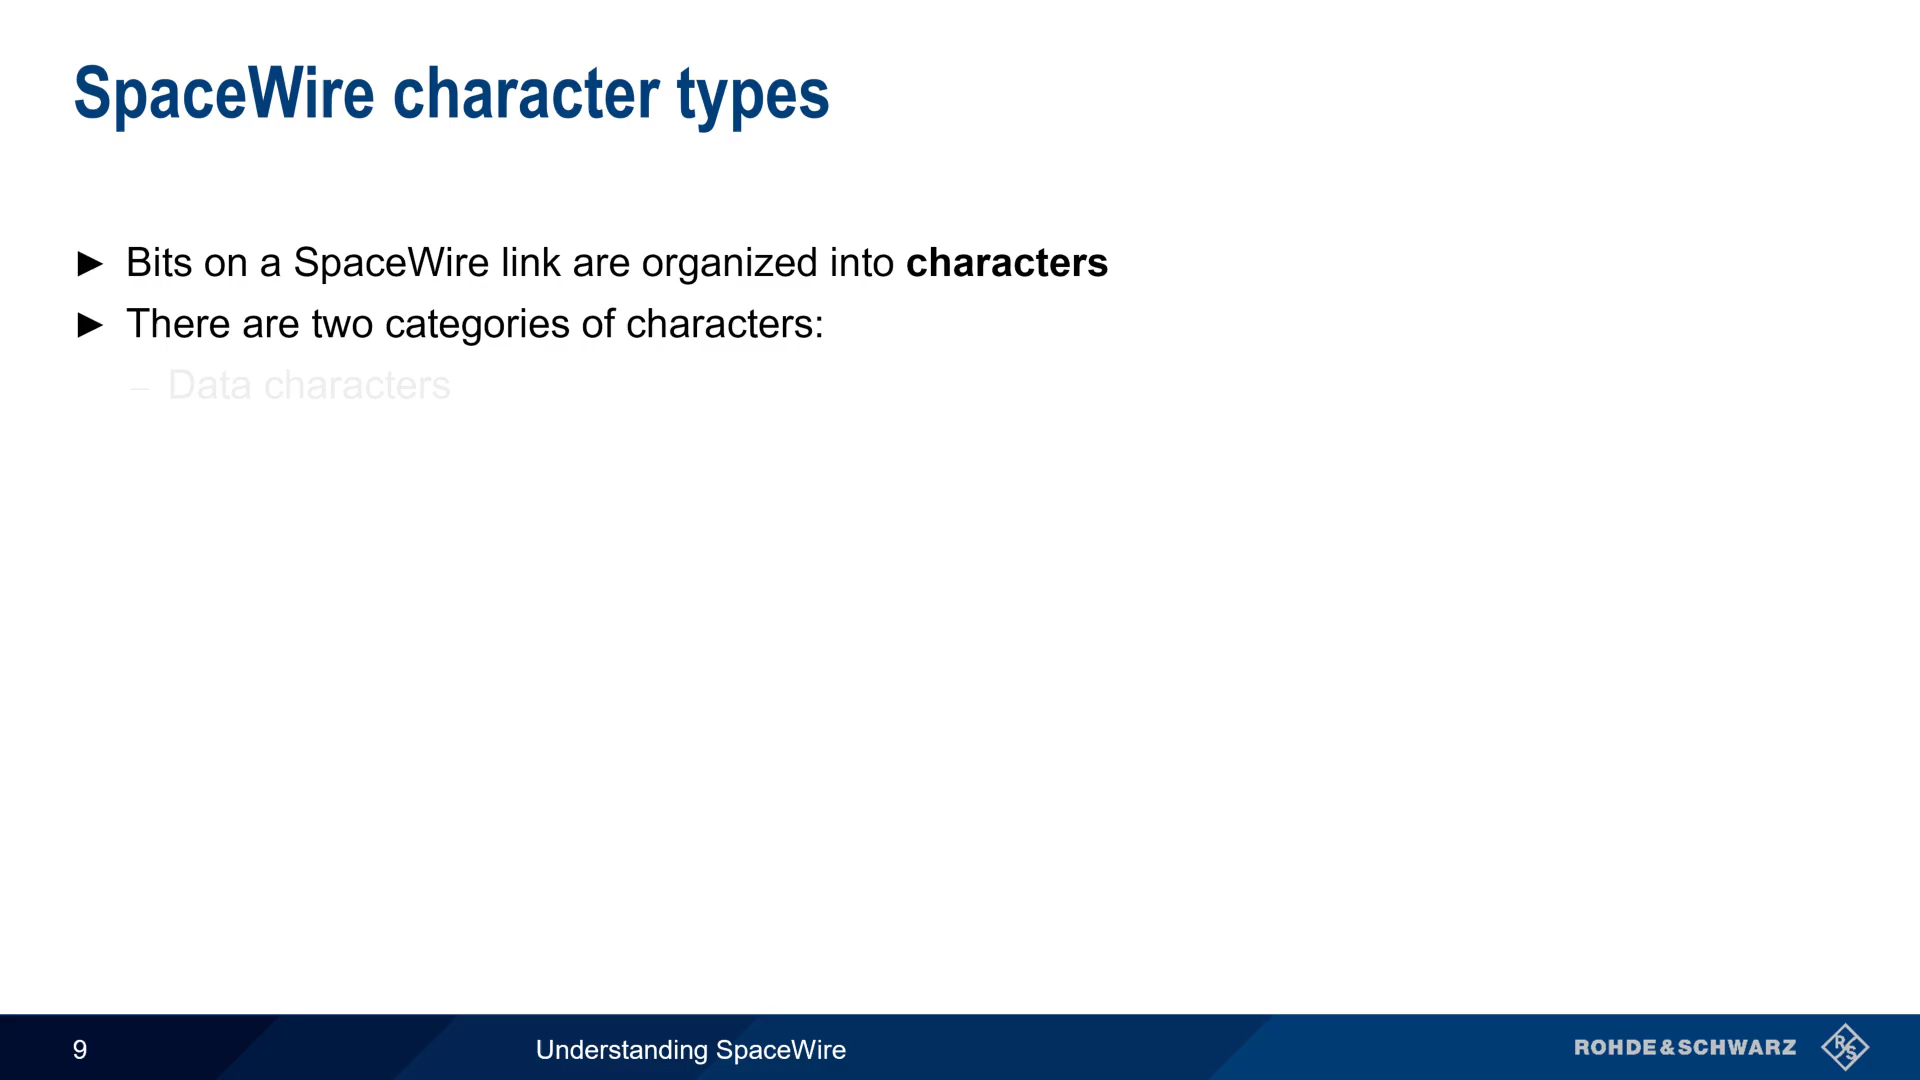 SpaceWire character types
► Bits on a SpaceWire link are organized into characters
► There are two categories of characters:
– Data characters
9
Understanding SpaceWire
ROHDE&SCHWARZ
R&S